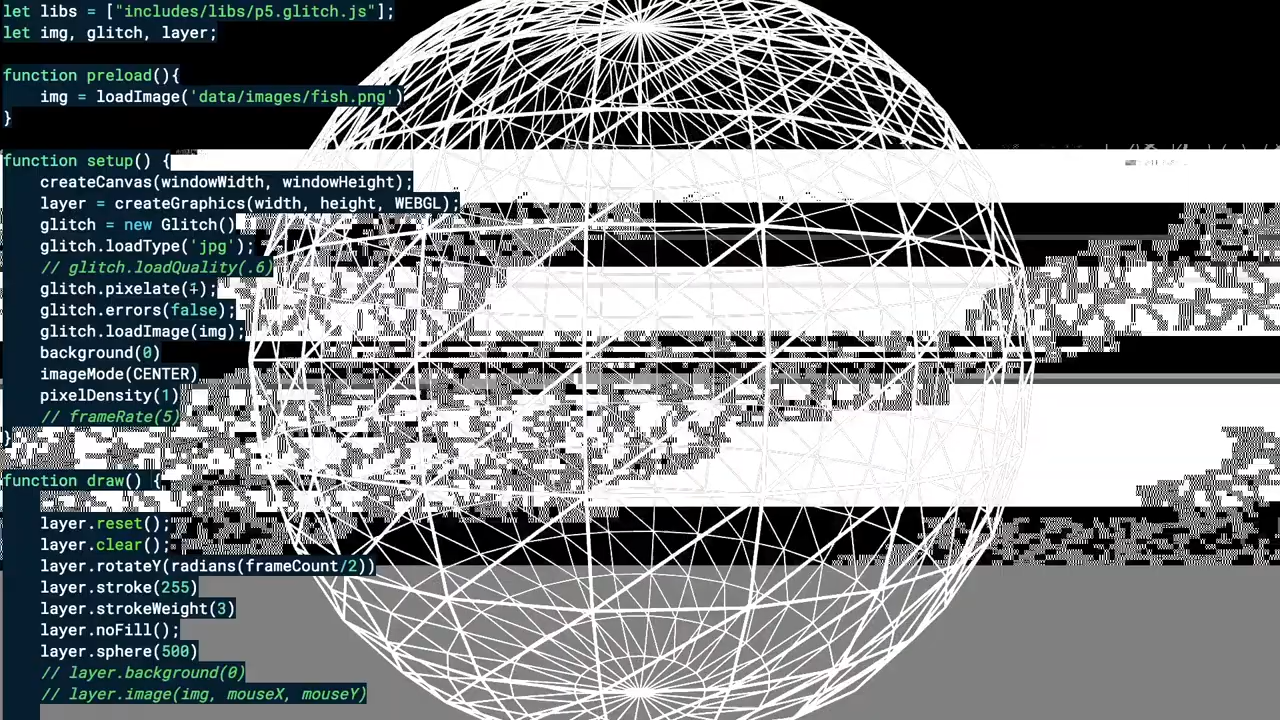 let libs = ["includes/libs/p5.glitch.js"];
let img, glitch, layer;
function preload(){
img = loadImage('data/images/fish.png')
}
function setup() {
createCanvas(windowWidth, windowHeight);
layer = createGraphics(width, height, WEBGL);
glitch = new Glitch()
glitch.loadType('jpg');
// glitch.loadQuality(.6)
glitch.pixelate( );
glitch.errors(false);
glitch.loadImage(img);
background(0)
imageMode(CENTER)
pixelDensity(1)
// frameRate(5)
}
function draw() {
layer.reset();
layer.clear();
layer.rotateY(radians(frameCount/2))
layer.stroke(255)
layer.strokeWeight(3)
layer.noFill();
layer.sphere(500)
// layer.background(0)
// layer.image(img, mouseX, mouseY)